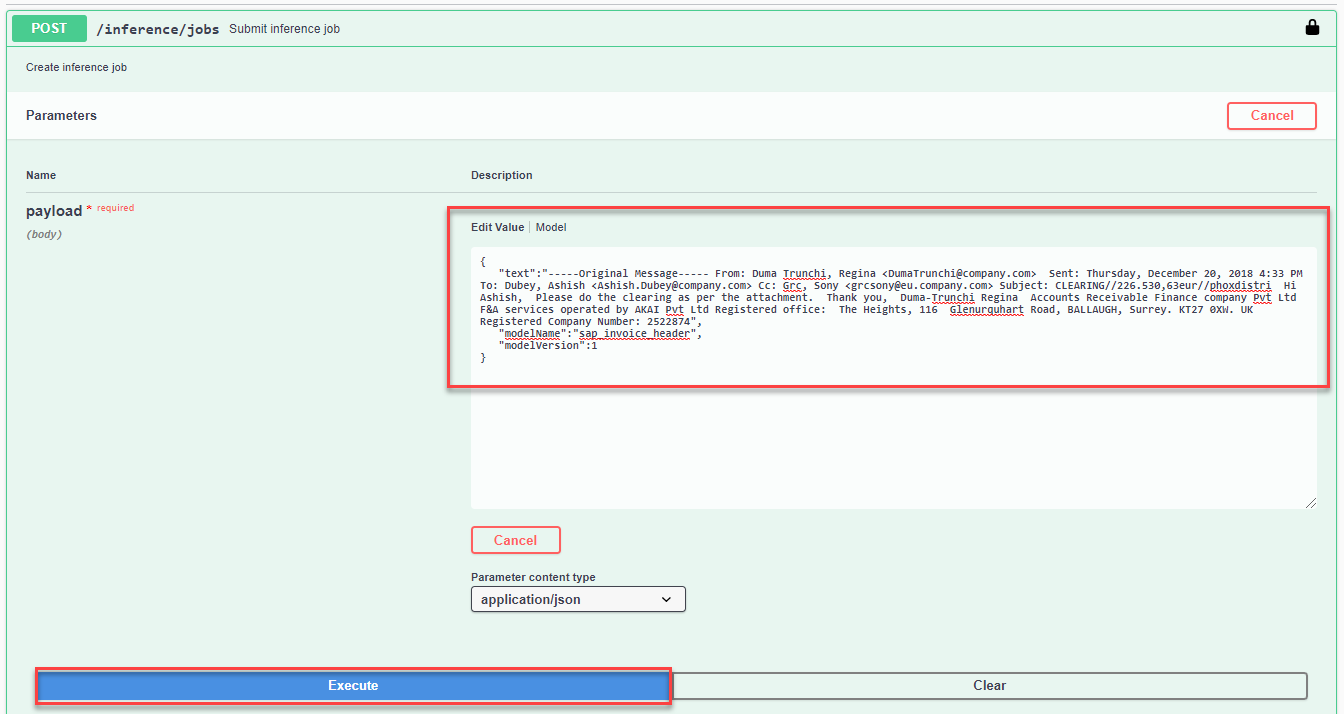 POST /inference/jobs Submit inference job
Create inference job
Parameters Cancel
Name Description
payload * required
(body)
Edit Value | Model
{
"text":"-----Original Message----- From: Duma Trunchi, Regina <DumaTrunchi@company.com>  Sent: Thursday, December 20, 2018 4:33 PM
To: Dubey, Ashish <Ashish.Dubey@company.com> Cc: Grc, Sony <grcsony@eu.company.com> Subject: CLEARING//226.530,63eur//phoxdistri  Hi
Ashish,  Please do the clearing as per the attachment.  Thank you,  Duma-Trunchi Regina  Accounts Receivable Finance company Pvt Ltd
F&A services operated by AKAI Pvt Ltd Registered office:  The Heights, 116  Glenurquhart Road, BALLAUGH, Surrey. KT27 0XW. UK
Registered Company Number: 2522874",
"modelName":"sap_invoice_header",
"modelVersion":1
}
Cancel
Parameter content type
application/json
Execute Clear